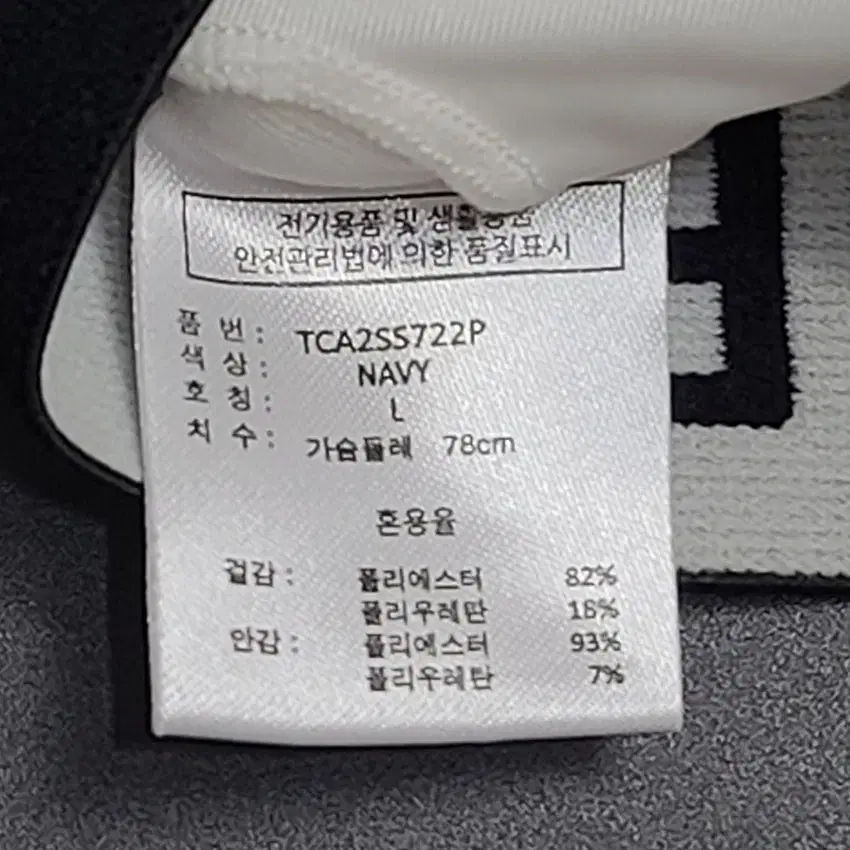 전기용품 및 생활용품
안전관리법에 의한 품질표시
품 번 : TCA2SS722P
색 상 : NAVY
호 칭 : L
치 수 : 가슴둘레 78cm
혼용율
겉감 : 폴리에스터 82%
폴리우레탄 18%
안감 : 폴리에스터 93%
폴리우레탄 7%